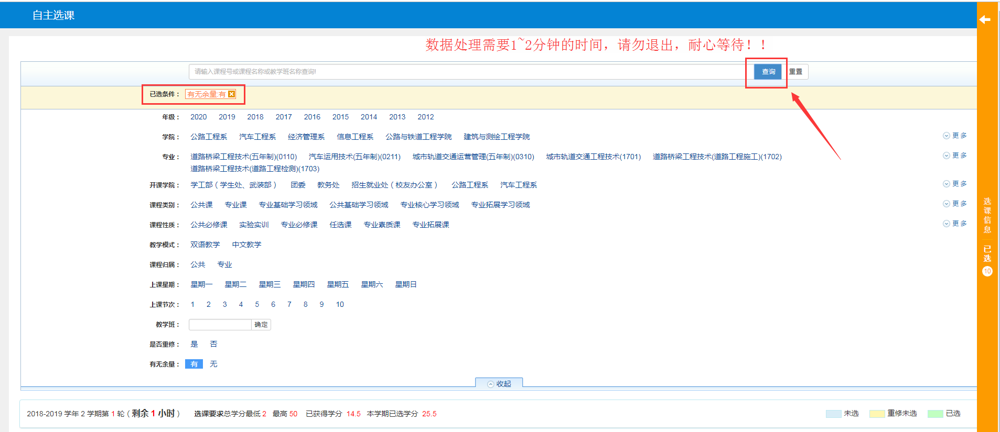 自主选课
数据处理需要1~2分钟的时间，请勿退出，耐心等待！！
请输入课程号或课程名称或教学班名称查询! 查询 重置
已选条件： 有无余量:有
年级： 2020 2019 2018 2017 2016 2015 2014 2013 2012
学院： 公路工程系 汽车工程系 经济管理系 信息工程系 公路与铁道工程学院 建筑与测绘工程学院 更多
专业： 道路桥梁工程技术(五年制)(0110) 汽车运用技术(五年制)(0211) 城市轨道交通运营管理(五年制)(0310) 城市轨道交通工程技术(1701) 道路桥梁工程技术(道路工程施工)(1702) 更多
道路桥梁工程技术(道路工程检测)(1703)
开课学院： 学工部（学生处、武装部） 团委 教务处 招生就业处（校友办公室） 公路工程系 汽车工程系 更多
课程类别： 公共课 专业课 专业基础学习领域 公共基础学习领域 专业核心学习领域 专业拓展学习领域 更多
课程性质： 公共必修课 实验实训 专业必修课 任选课 专业素质课 专业拓展课 更多
教学模式： 双语教学 中文教学
课程归属： 公共 专业
上课星期： 星期一 星期二 星期三 星期四 星期五 星期六 星期日
上课节次： 1 2 3 4 5 6 7 8 9 10
教学班： 确定
是否重修： 是 否
有无余量： 有 无
收起
2018-2019 学年 2 学期第 1 轮（剩余 1 小时） 选课要求总学分最低 2 最高 50 已获得学分 14.5 本学期已选学分 25.5 未选 重修未选 已选
选课信息
已选
10